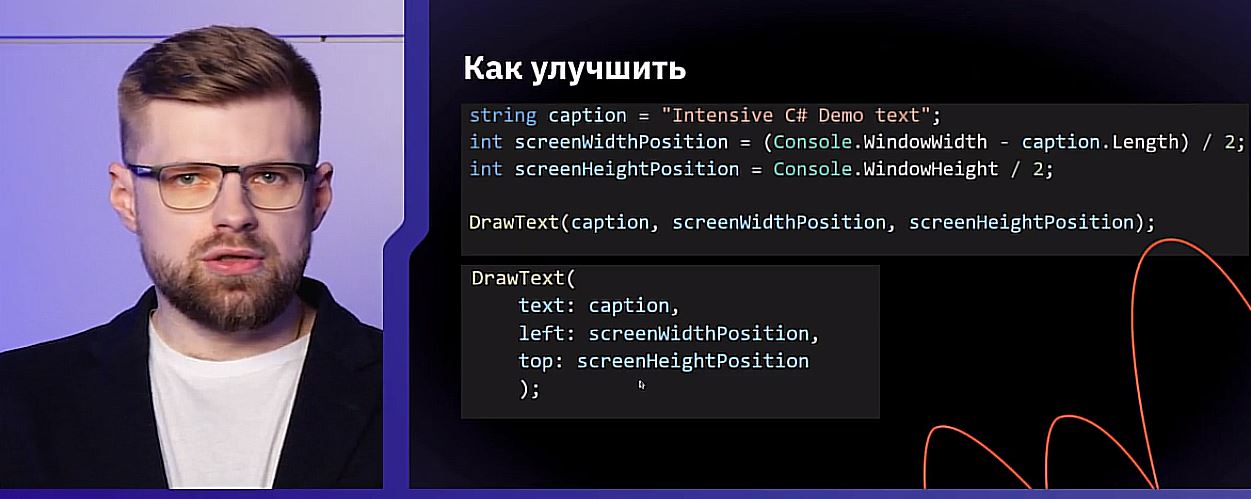 Как улучшить
string caption = "Intensive C# Demo text";
int screenWidthPosition = (Console.WindowWidth - caption.Length) / 2;
int screenHeightPosition = Console.WindowHeight / 2;
DrawText(caption, screenWidthPosition, screenHeightPosition);
DrawText(
text: caption,
left: screenWidthPosition,
top: screenHeightPosition
);